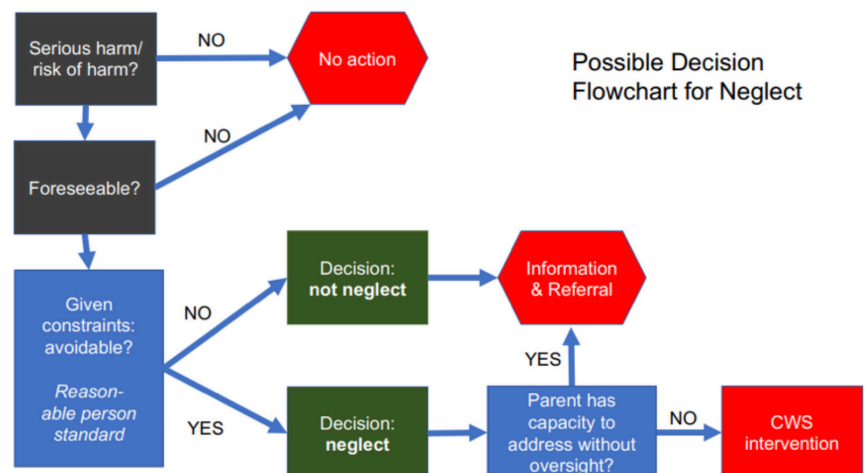 Serious harm/
risk of harm?
NO
No action
Possible Decision
Flowchart for Neglect
NO
Foreseeable?
Given
constraints:
avoidable?
Reason-
able person
standard
NO
Decision:
not neglect
Information
& Referral
YES
YES
Decision:
neglect
Parent has
capacity to
address without
oversight?
NO
CWS
intervention